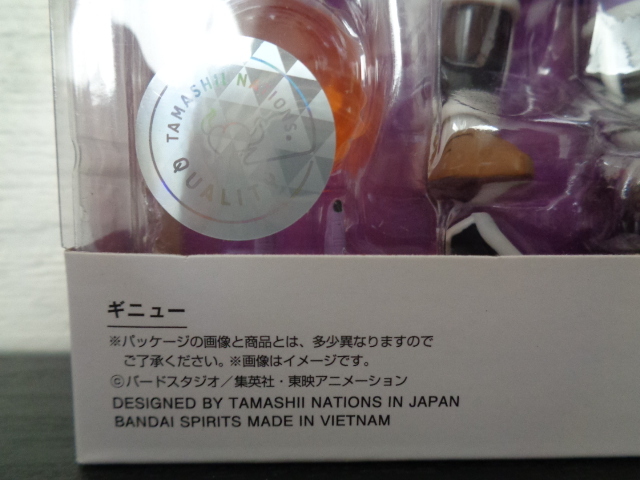 TAMASHII NATIONS.
QUALITY
ギニュー
※パッケージの画像と商品とは、多少異なりますので
ご了承ください。※画像はイメージです。
©バードスタジオ／集英社・東映アニメーション
DESIGNED BY TAMASHII NATIONS IN JAPAN
BANDAI SPIRITS MADE IN VIETNAM